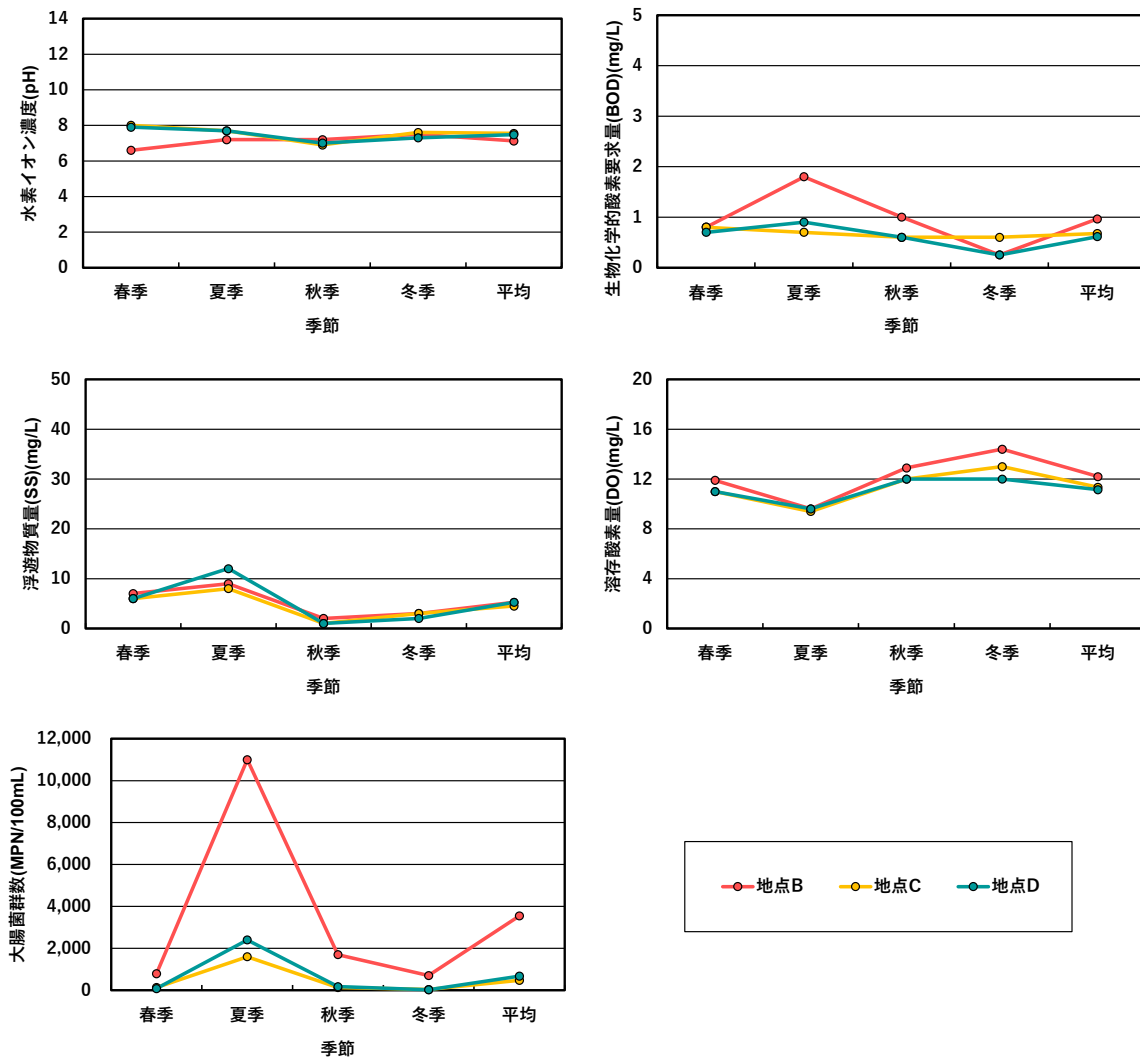 水素イオン濃度(pH)
14
12
10
8
6
4
2
0
春季 夏季 秋季 冬季 平均
季節
生物化学的酸素要求量(BOD)(mg/L)
5
4
3
2
1
0
春季 夏季 秋季 冬季 平均
季節
浮遊物質量(SS)(mg/L)
50
40
30
20
10
0
春季 夏季 秋季 冬季 平均
季節
溶存酸素量(DO)(mg/L)
20
16
12
8
4
0
春季 夏季 秋季 冬季 平均
季節
大腸菌群数(MPN/100mL)
12,000
10,000
8,000
6,000
4,000
2,000
0
春季 夏季 秋季 冬季 平均
季節
地点B 地点C 地点D